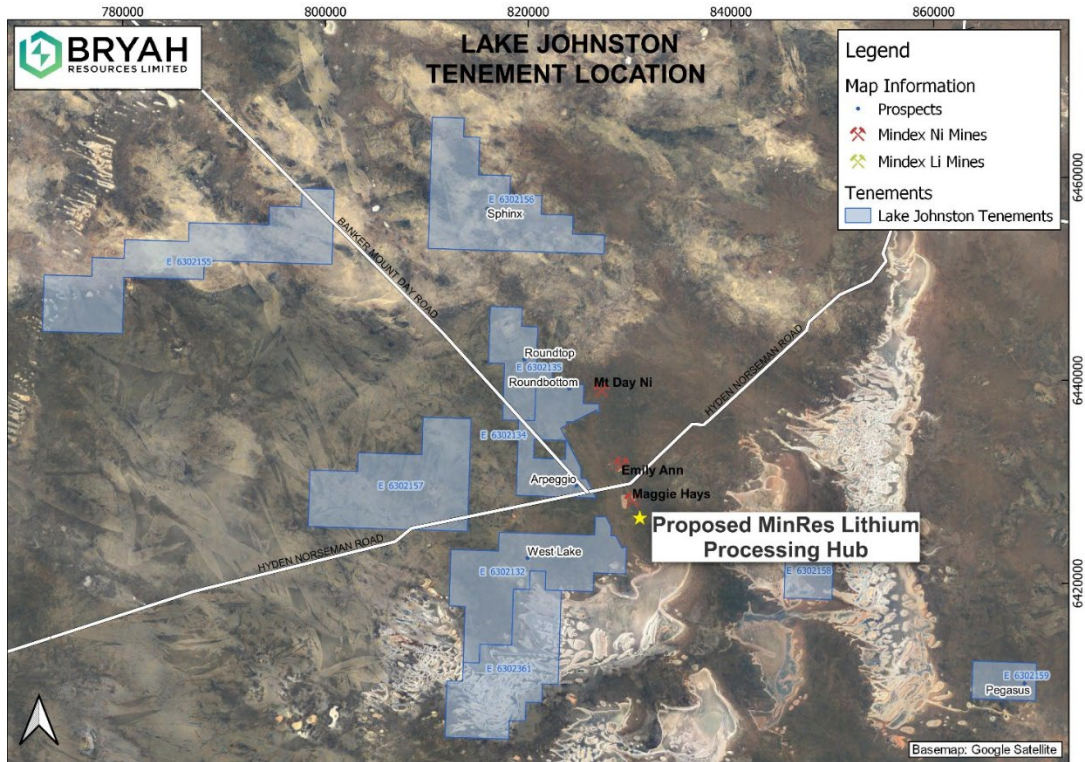 780000
800000
820000
840000
860000
BRYAH
RESOURCES LIMITED
LAKE JOHNSTON
TENEMENT LOCATION
Legend
Map Information
Prospects
Mindex Ni Mines
Mindex Li Mines
Tenements
Lake Johnston Tenements
6460000
6440000
6420000
E 6302156
Sphinx
E 6302155
BANKER MOUNT DAY ROAD
Roundtop
E 6302135
Roundbottom
Mt Day Ni
HYDEN NORSEMAN ROAD
E 6302134
Arpeggio
Emily Ann
Maggie Hays
E 6302157
Proposed MinRes Lithium
Processing Hub
HYDEN NORSEMAN ROAD
West Lake
E 6302132
E 6302158
E 6302361
E 6302159
Pegasus
Basemap: Google Satellite